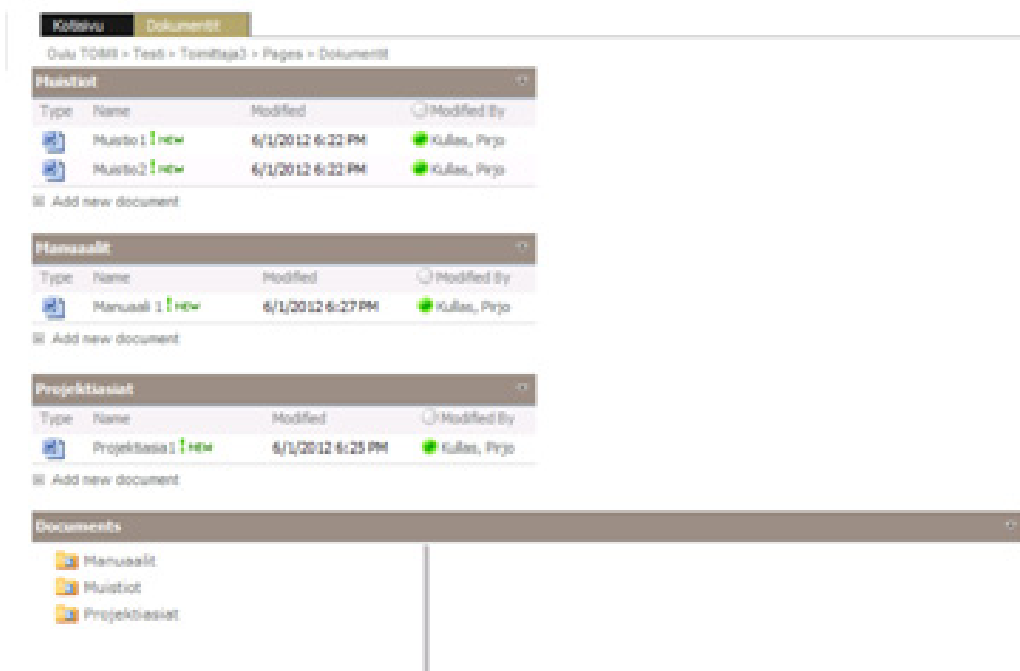 Kotisivu Dokumentit
Oulu TOIMII > Testi > Toimittaja3 > Pages > Dokumentit
Muistiot
Type Name Modified Modified By
Muistio1 ! NEW 6/1/2012 6:22 PM Kullas, Pirjo
Muistio2 ! NEW 6/1/2012 6:22 PM Kullas, Pirjo
Add new document
Manuaalit
Type Name Modified Modified By
Manuaali 1 ! NEW 6/1/2012 6:27 PM Kullas, Pirjo
Add new document
Projektiasiat
Type Name Modified Modified By
Projektiasia1 ! NEW 6/1/2012 6:25 PM Kullas, Pirjo
Add new document
Documents
Manuaalit
Muistiot
Projektiasiat